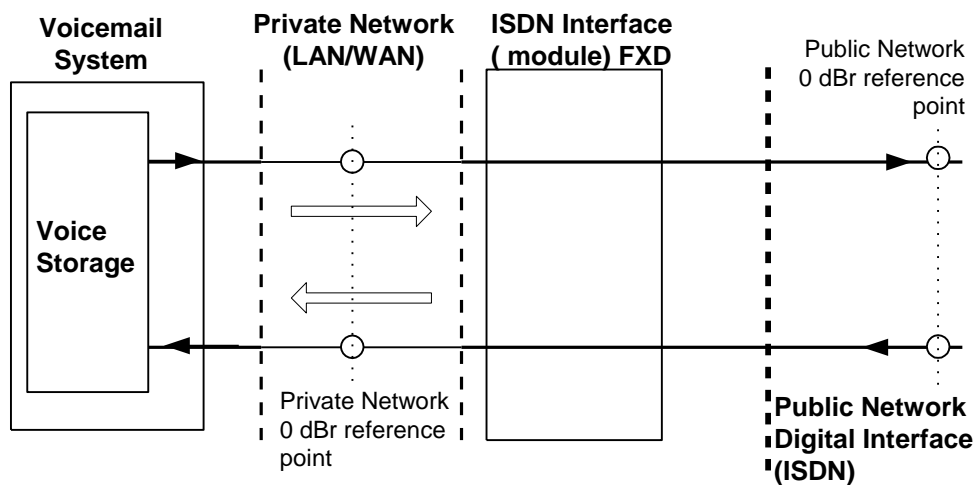 Voicemail
System
Private Network
(LAN/WAN)
ISDN Interface
( module) FXD
Public Network
0 dBr reference
point
Voice
Storage
Private Network
0 dBr reference
point
Public Network
Digital Interface
(ISDN)